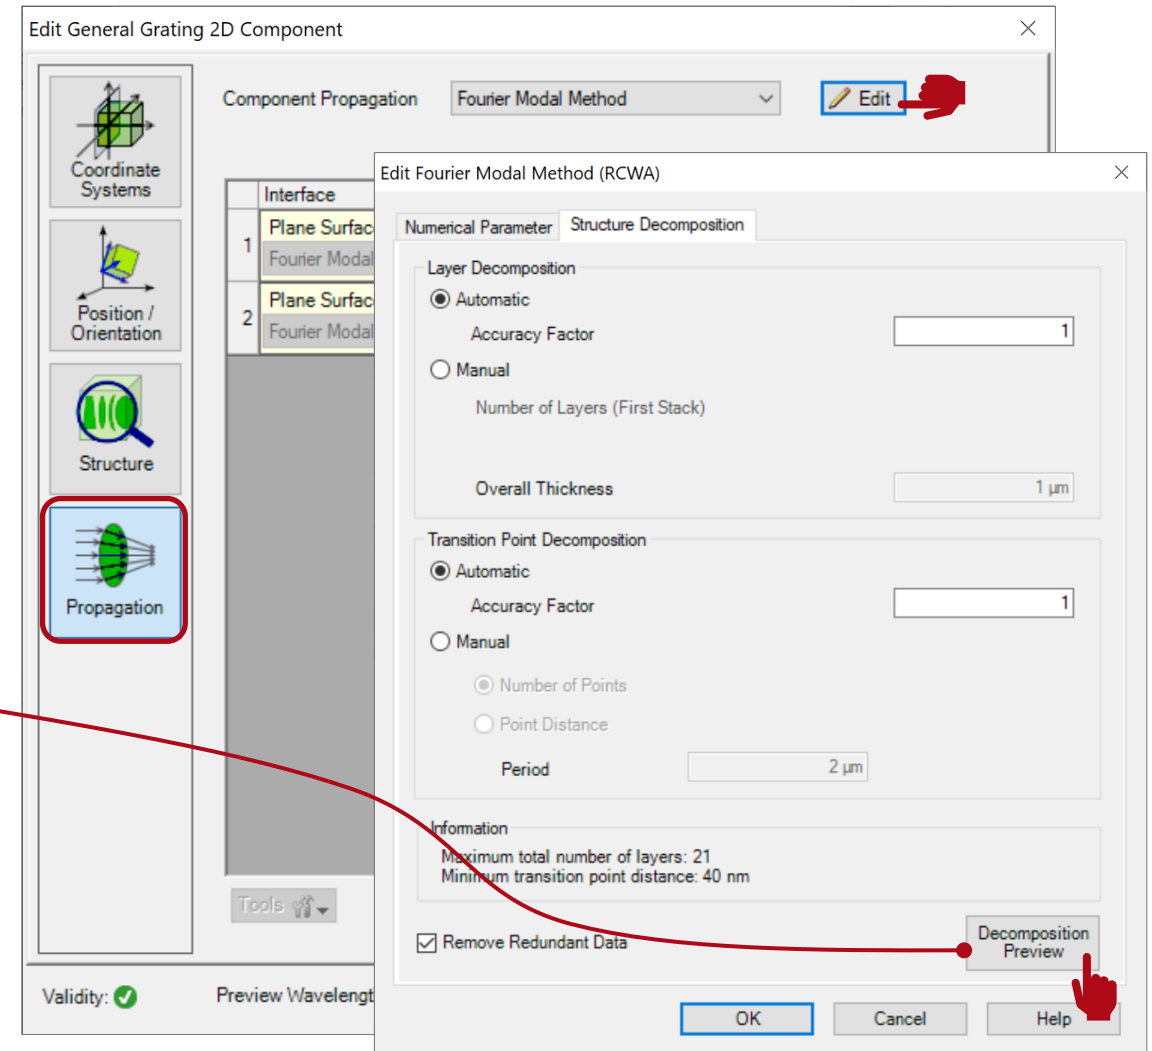 Edit General Grating 2D Component
Component Propagation
Fourier Modal Method
Edit
Coordinate
Systems
Position /
Orientation
Structure
Propagation
Interface
1
Plane Surfac
Fourier Modal
2
Plane Surfac
Fourier Modal
Tools
Validity:
Preview Wavelengt
Edit Fourier Modal Method (RCWA)
Numerical Parameter
Structure Decomposition
Layer Decomposition
Automatic
Accuracy Factor
1
Manual
Number of Layers (First Stack)
Overall Thickness
1 µm
Transition Point Decomposition
Automatic
Accuracy Factor
1
Manual
Number of Points
Point Distance
Period
2 µm
Information
Maximum total number of layers: 21
Minimum transition point distance: 40 nm
Remove Redundant Data
Decomposition
Preview
OK
Cancel
Help